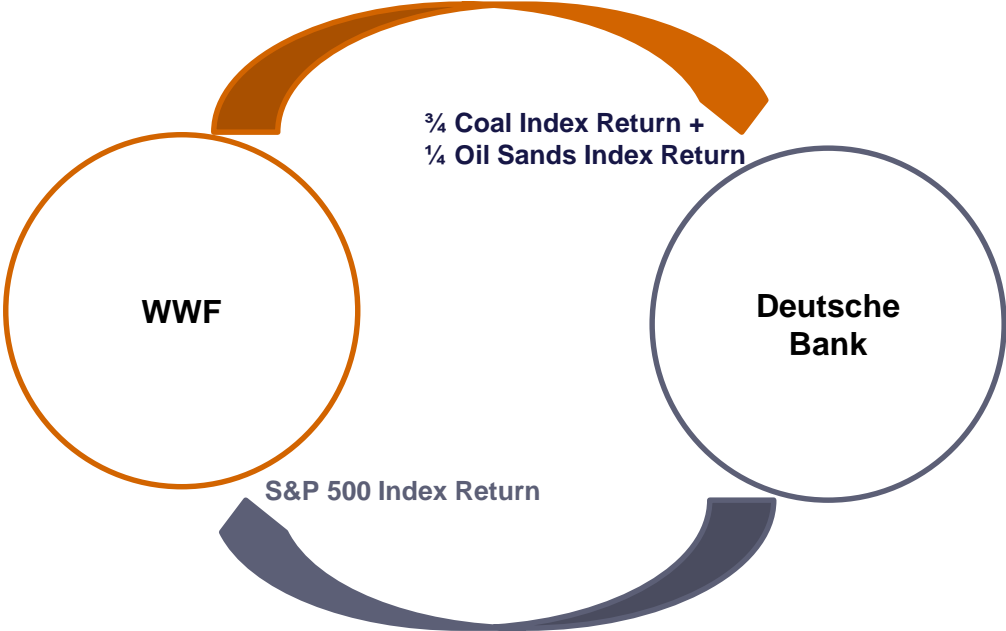 ¾ Coal Index Return +
¼ Oil Sands Index Return
WWF
Deutsche
Bank
S&P 500 Index Return